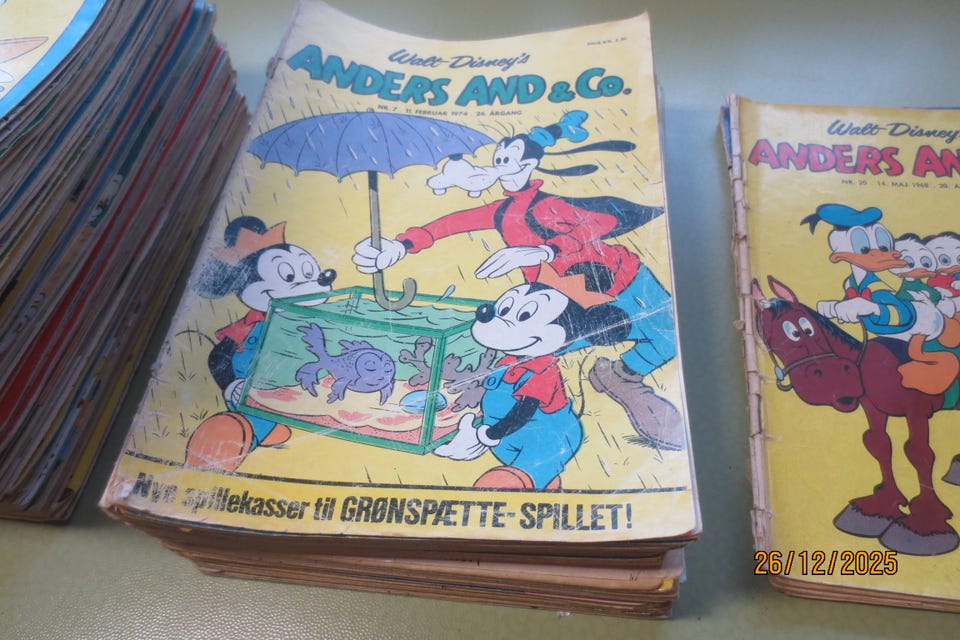 Walt Disney's
ANDERS AND & Co.
NR. 7 - 11. FEBRUAR 1974 - 26. ÅRGANG
Nye spillekasser til GRØNSPÆTTE-SPILLET!
Walt Disney
ANDERS AN
NR. 20 - 14. MAJ 1968 - 20. Å
26/12/2025